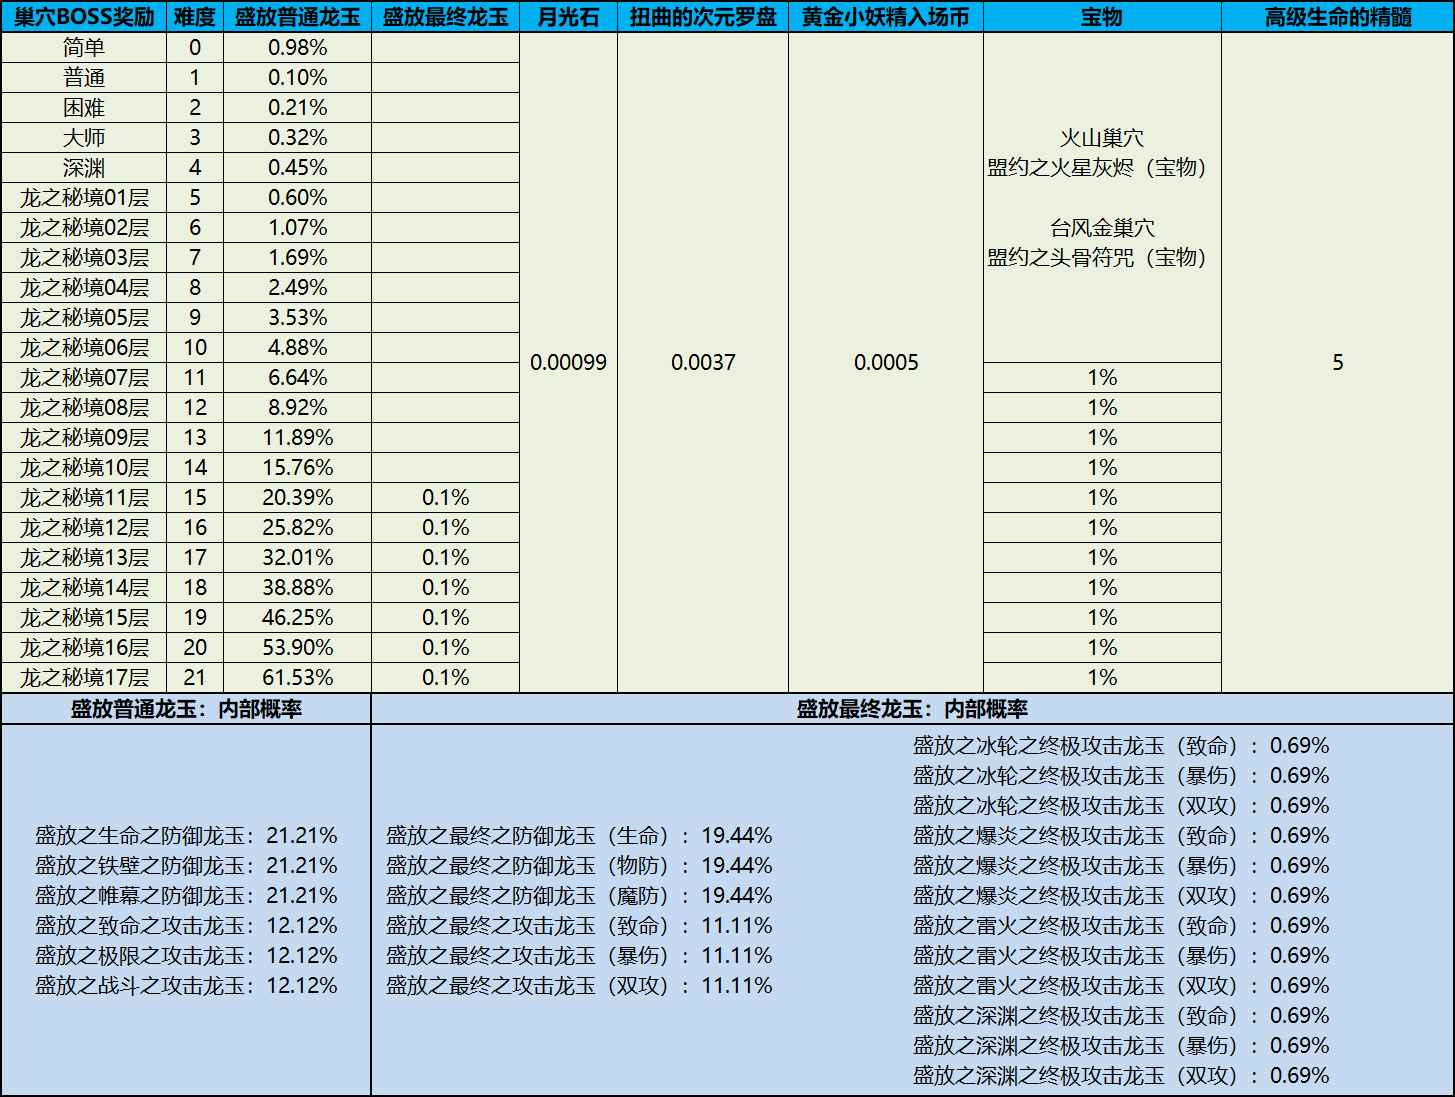 巢穴BOSS奖励 难度 盛放普通龙玉 盛放最终龙玉 月光石 扭曲的次元罗盘 黄金小妖精入场币 宝物 高级生命的精髓
简单 0 0.98%
普通 1 0.10%
困难 2 0.21%
大师 3 0.32% 火山巢穴
深渊 4 0.45% 盟约之火星灰烬（宝物）
龙之秘境01层 5 0.60%
龙之秘境02层 6 1.07% 台风金巢穴
龙之秘境03层 7 1.69% 盟约之头骨符咒（宝物）
龙之秘境04层 8 2.49%
龙之秘境05层 9 3.53%
龙之秘境06层 10 4.88%
0.00099 0.0037 0.0005 5
龙之秘境07层 11 6.64% 1%
龙之秘境08层 12 8.92% 1%
龙之秘境09层 13 11.89% 1%
龙之秘境10层 14 15.76% 1%
龙之秘境11层 15 20.39% 0.1% 1%
龙之秘境12层 16 25.82% 0.1% 1%
龙之秘境13层 17 32.01% 0.1% 1%
龙之秘境14层 18 38.88% 0.1% 1%
龙之秘境15层 19 46.25% 0.1% 1%
龙之秘境16层 20 53.90% 0.1% 1%
龙之秘境17层 21 61.53% 0.1% 1%
盛放普通龙玉：内部概率
盛放之生命之防御龙玉：21.21%
盛放之铁壁之防御龙玉：21.21%
盛放之帷幕之防御龙玉：21.21%
盛放之致命之攻击龙玉：12.12%
盛放之极限之攻击龙玉：12.12%
盛放之战斗之攻击龙玉：12.12%
盛放最终龙玉：内部概率
盛放之最终之防御龙玉（生命）：19.44%
盛放之最终之防御龙玉（物防）：19.44%
盛放之最终之防御龙玉（魔防）：19.44%
盛放之最终之攻击龙玉（致命）：11.11%
盛放之最终之攻击龙玉（暴伤）：11.11%
盛放之最终之攻击龙玉（双攻）：11.11%
盛放之冰轮之终极攻击龙玉（致命）：0.69%
盛放之冰轮之终极攻击龙玉（暴伤）：0.69%
盛放之冰轮之终极攻击龙玉（双攻）：0.69%
盛放之爆炎之终极攻击龙玉（致命）：0.69%
盛放之爆炎之终极攻击龙玉（暴伤）：0.69%
盛放之爆炎之终极攻击龙玉（双攻）：0.69%
盛放之雷火之终极攻击龙玉（致命）：0.69%
盛放之雷火之终极攻击龙玉（暴伤）：0.69%
盛放之雷火之终极攻击龙玉（双攻）：0.69%
盛放之深渊之终极攻击龙玉（致命）：0.69%
盛放之深渊之终极攻击龙玉（暴伤）：0.69%
盛放之深渊之终极攻击龙玉（双攻）：0.69%